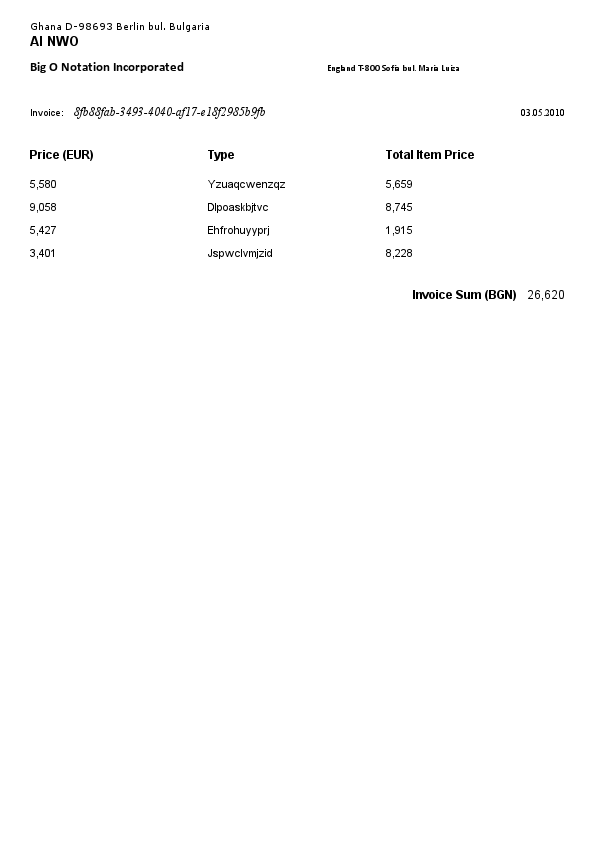 Ghana D-98693 Berlin bul. Bulgaria
AI NWO
Big O Notation Incorporated England T-800 Sofia bul. Maria Luiza
Invoice: 8fb88fab-3493-4040-af17-e18f2985b9fb 03.05.2010
Price (EUR) Type Total Item Price
5,580 Yzuaqcwenzqz 5,659
9,058 Dlpoaskbjtvc 8,745
5,427 Ehfrohuyyprj 1,915
3,401 Jspwclvmjzid 8,228
Invoice Sum (BGN) 26,620